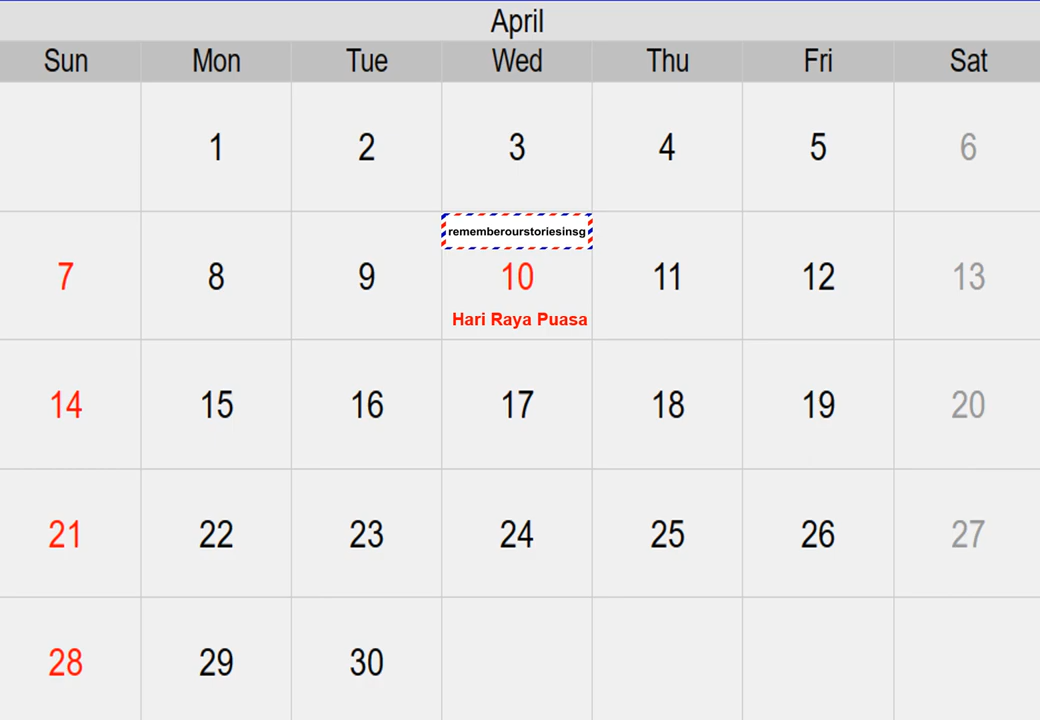 April
Sun Mon Tue Wed Thu Fri Sat
1 2 3 4 5 6
rememberourstoriesinsg
7 8 9 10 11 12 13
Hari Raya Puasa
14 15 16 17 18 19 20
21 22 23 24 25 26 27
28 29 30